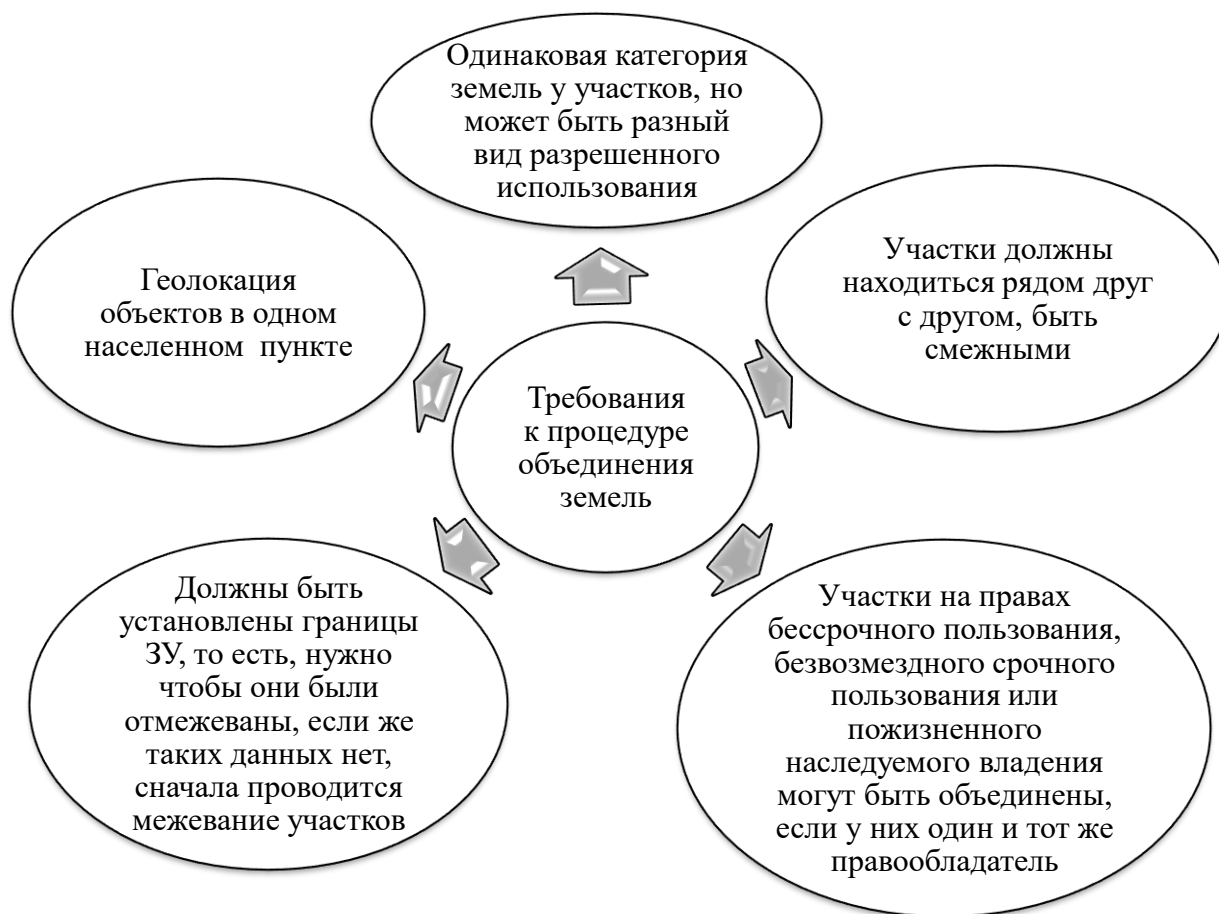 Одинаковая категория
земель у участков, но
может быть разный
вид разрешенного
использования
Геолокация
объектов в одном
населенном пункте
Участки должны
находиться рядом друг
с другом, быть
смежными
Требования
к процедуре
объединения
земель
Должны быть
установлены границы
ЗУ, то есть, нужно
чтобы они были
отмежеваны, если же
таких данных нет,
сначала проводится
межевание участков
Участки на правах
бессрочного пользования,
безвозмездного срочного
пользования или
пожизненного
наследуемого владения
могут быть объединены,
если у них один и тот же
правообладатель